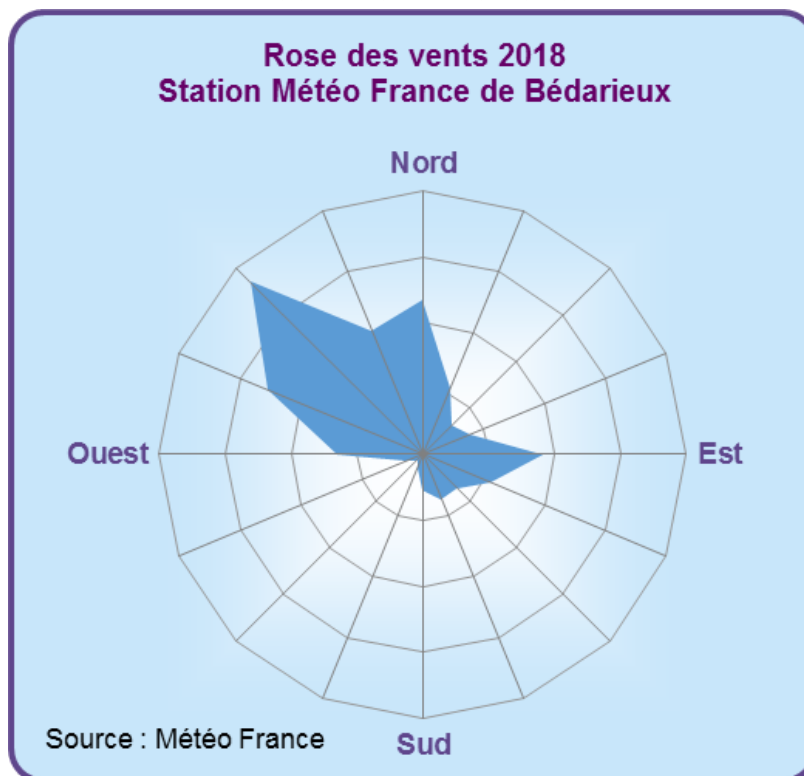 Rose des vents 2018
Station Météo France de Bédarieux
Nord
Ouest
Est
Sud
Source : Météo France